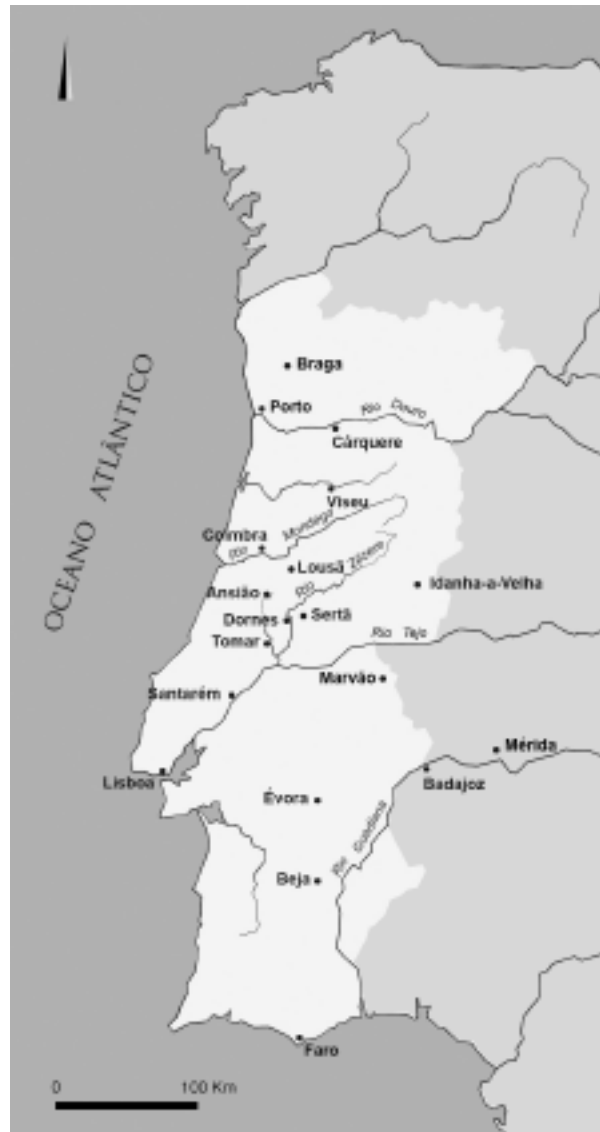 OCEANO ATLÂNTICO
Braga
Porto
Rio Douro
Cárquere
Viseu
Coimbra
Rio Mondego
Lousã
Rio Zêzere
Ansião
Idanha-a-Velha
Dornes
Sertã
Tomar
Rio Tejo
Marvão
Santarém
Mérida
Lisboa
Badajoz
Évora
Rio Guadiana
Beja
Faro
0 100 Km